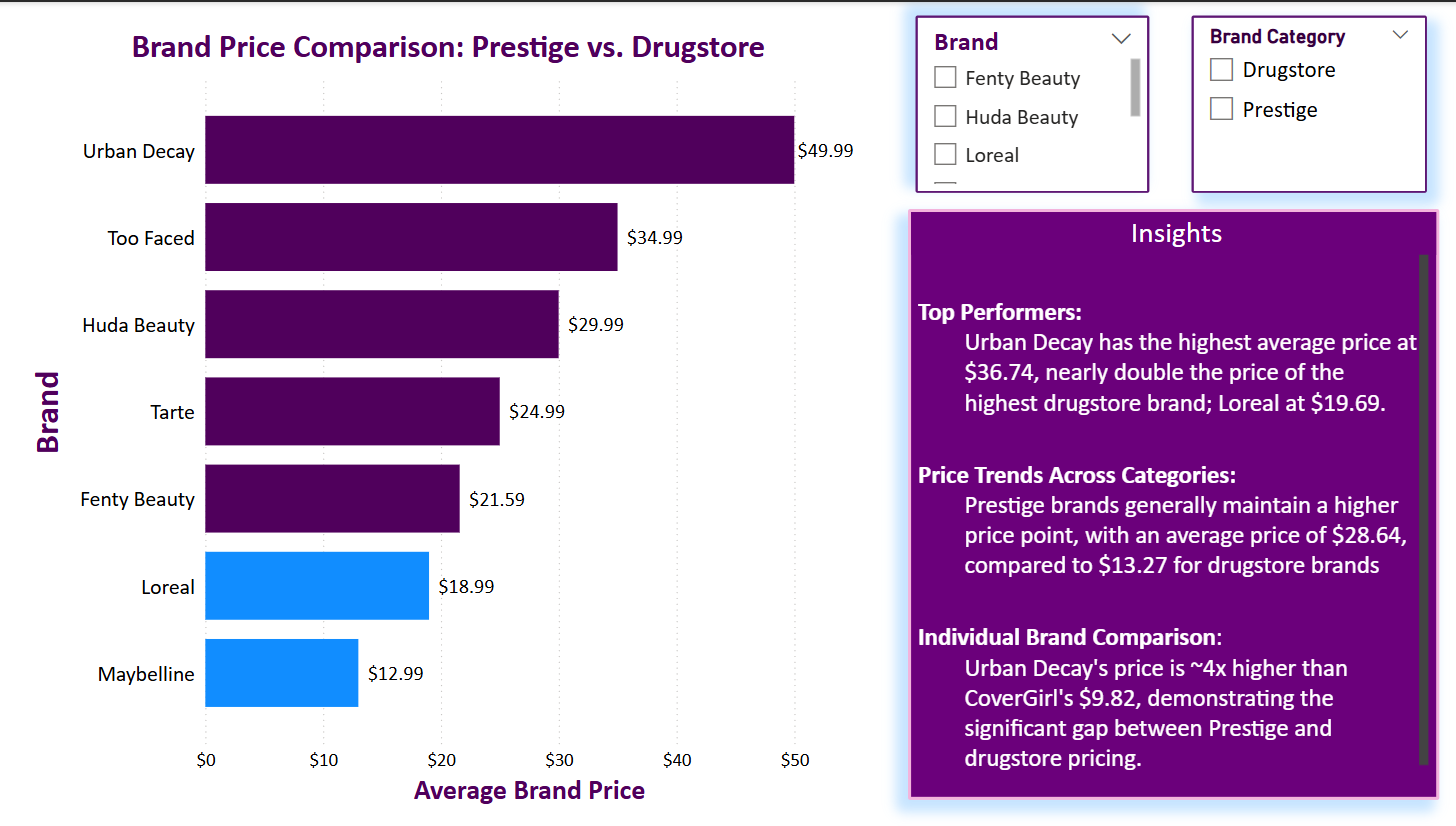 Brand Price Comparison: Prestige vs. Drugstore
Brand
Urban Decay
$49.99
Too Faced
$34.99
Huda Beauty
$29.99
Tarte
$24.99
Fenty Beauty
$21.59
Loreal
$18.99
Maybelline
$12.99
$0
$10
$20
$30
$40
$50
Average Brand Price
Brand
Fenty Beauty
Huda Beauty
Loreal
Brand Category
Drugstore
Prestige
Insights
Top Performers:
Urban Decay has the highest average price at
$36.74, nearly double the price of the
highest drugstore brand; Loreal at $19.69.
Price Trends Across Categories:
Prestige brands generally maintain a higher
price point, with an average price of $28.64,
compared to $13.27 for drugstore brands
Individual Brand Comparison:
Urban Decay's price is ~4x higher than
CoverGirl's $9.82, demonstrating the
significant gap between Prestige and
drugstore pricing.